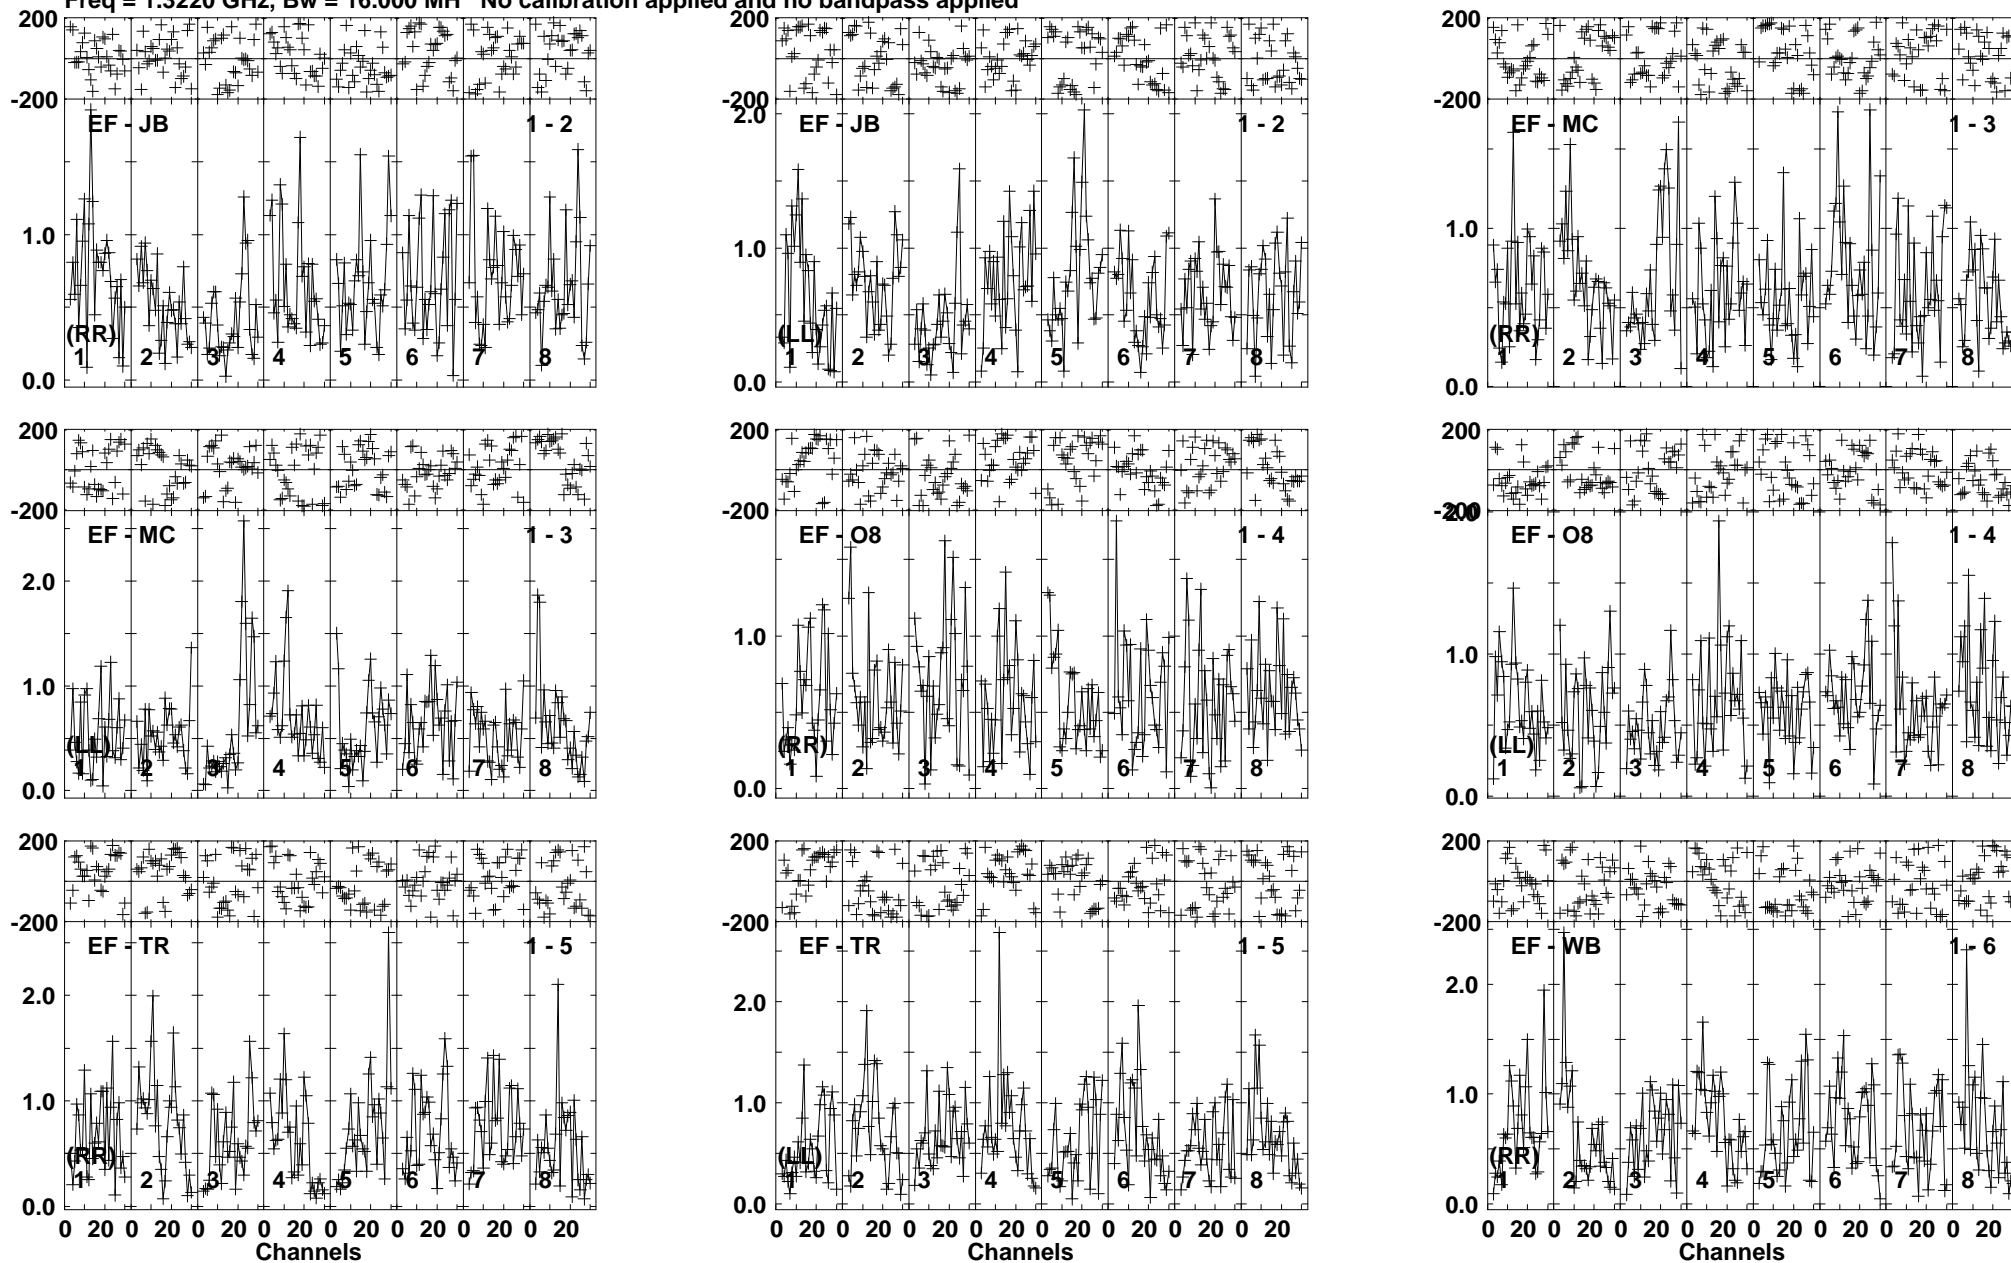 Freq = 1.3220 GHz, Bw = 16.000 MH No calibration applied and no bandpass applied
200 200 200
-200 -200 -200
EF - JB 1 - 2 2.0 EF - JB 1 - 2 EF - MC 1 - 3
1.0 1.0 1.0
(RR) (LL) (RR)
1 2 3 4 5 6 7 8 1 2 3 4 5 6 7 8 1 2 3 4 5 6 7 8
0.0 0.0 0.0
200 200 200
-200 -200 -200 2.0
EF - MC 1 - 3 EF - O8 1 - 4 EF - O8 1 - 4
2.0
1.0 1.0 1.0
(LL) (RR) (LL)
1 2 3 4 5 6 7 8 1 2 3 4 5 6 7 8 1 2 3 4 5 6 7 8
0.0 0.0 0.0
200 200 200
-200 -200 -200
EF - TR 1 - 5 EF - TR 1 - 5 EF - WB 1 - 6
2.0 2.0 2.0
1.0 1.0 1.0
(RR) (LL) (RR)
1 2 3 4 5 6 7 8 1 2 3 4 5 6 7 8 1 2 3 4 5 6 7 8
0.0 0.0 0.0
0 20 0 20 0 20 0 20 0 20 0 20 0 20 0 20 0 20 0 20 0 20 0 20 0 20 0 20 0 20 0 20 0 20 0 20 0 20 0 20 0 20 0 20 0 20 0 20
Channels Channels Channels